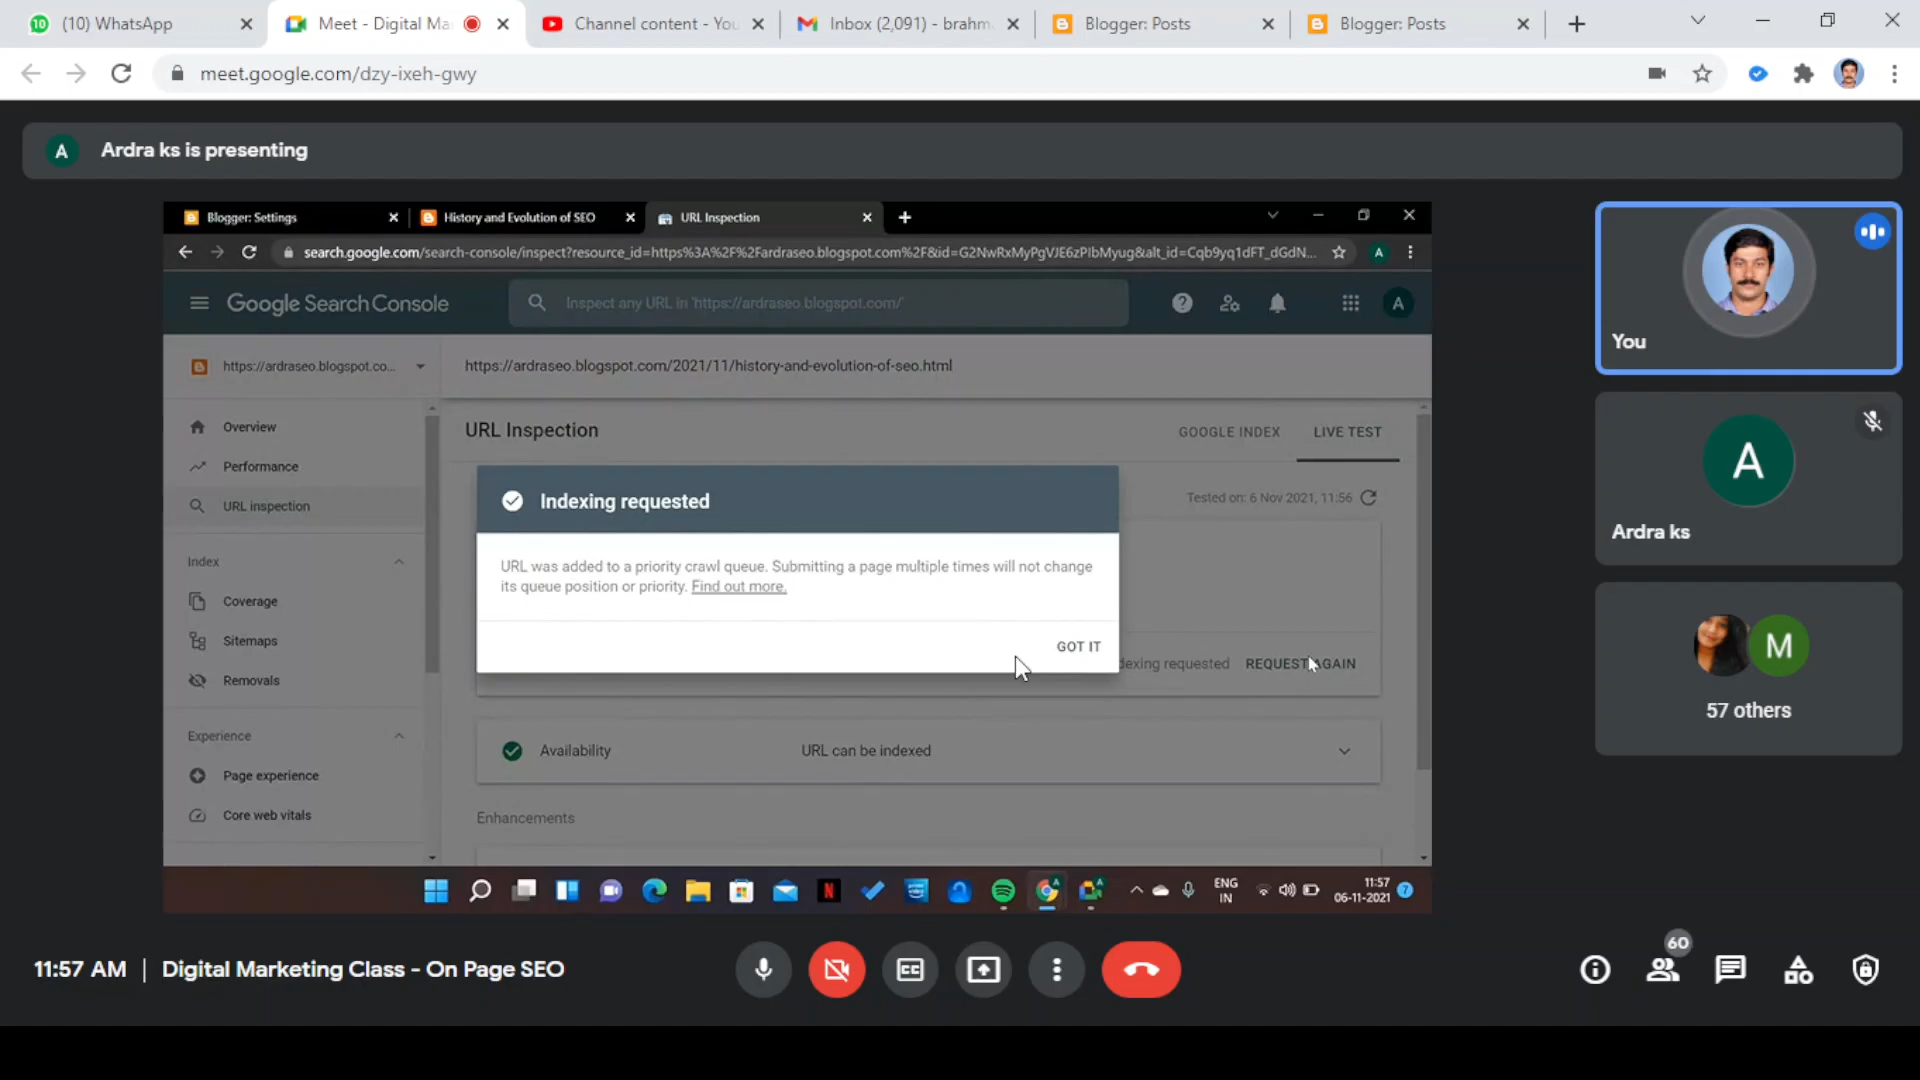 10
(10) WhatsApp
Meet - Digital Ma
Channel content - You
Inbox (2,091) - brahm
Blogger: Posts
Blogger: Posts
meet.google.com/dzy-ixeh-gwy
A
Ardra ks is presenting
Blogger: Settings
History and Evolution of SEO
URL Inspection
search.google.com/search-console/inspect?resource_id=https%3A%2F%2Fardraseo.blogspot.com%2F&id=G2NwRxMyPgVJE6zPIbMyug&alt_id=Cqb9yq1dFT_dGdN...
A
Google Search Console
Inspect any URL in 'https://ardraseo.blogspot.com/'
A
https://ardraseo.blogspot.co...
https://ardraseo.blogspot.com/2021/11/history-and-evolution-of-seo.html
Overview
Performance
URL inspection
Index
Coverage
Sitemaps
Removals
Experience
Page experience
Core web vitals
URL Inspection
GOOGLE INDEX
LIVE TEST
Tested on: 6 Nov 2021, 11:56
Indexing requested
URL was added to a priority crawl queue. Submitting a page multiple times will not change
its queue position or priority. Find out more.
GOT IT
dexing requested
REQUEST AGAIN
Availability
URL can be indexed
Enhancements
ENG
IN
11:57
06-11-2021
7
You
A
Ardra ks
M
57 others
11:57 AM | Digital Marketing Class - On Page SEO
60